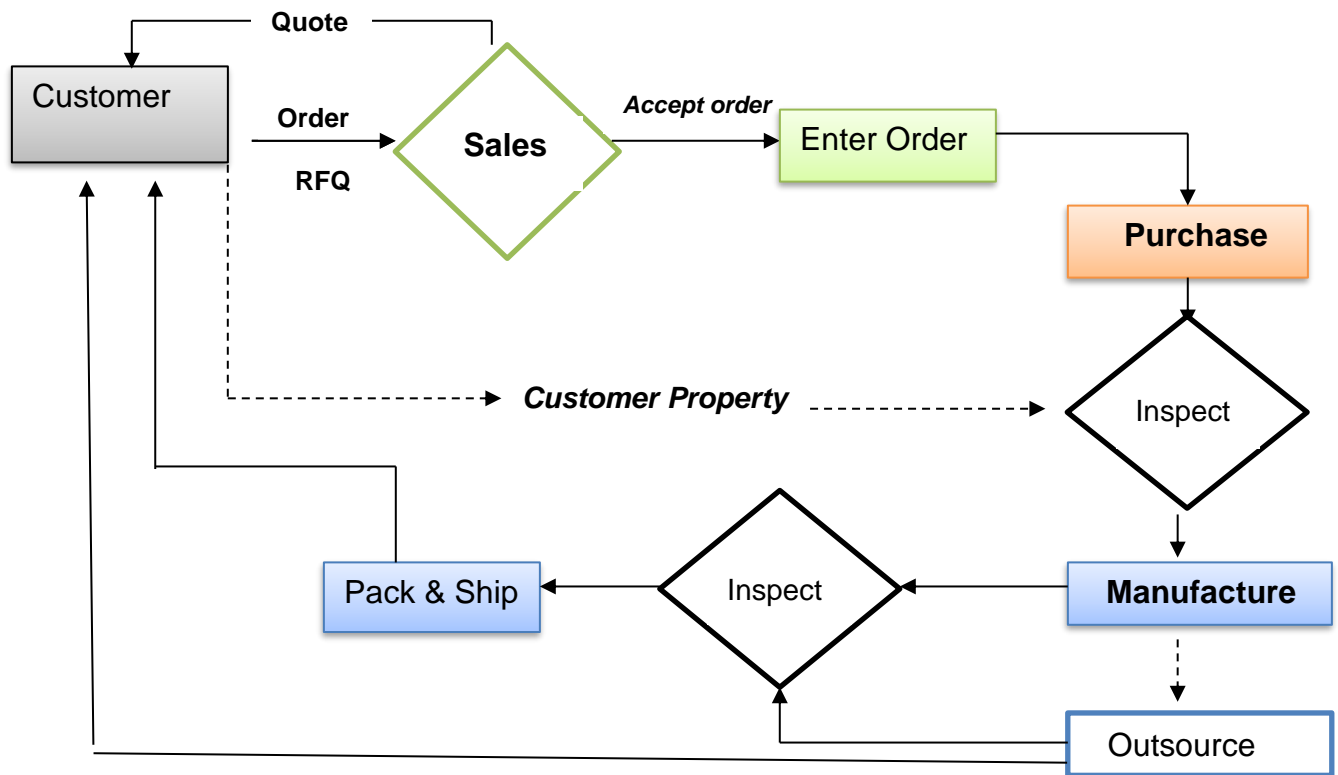 Quote
Customer
Order
RFQ
Sales
Accept order
Enter Order
Purchase
Customer Property
Inspect
Pack & Ship
Inspect
Manufacture
Outsource